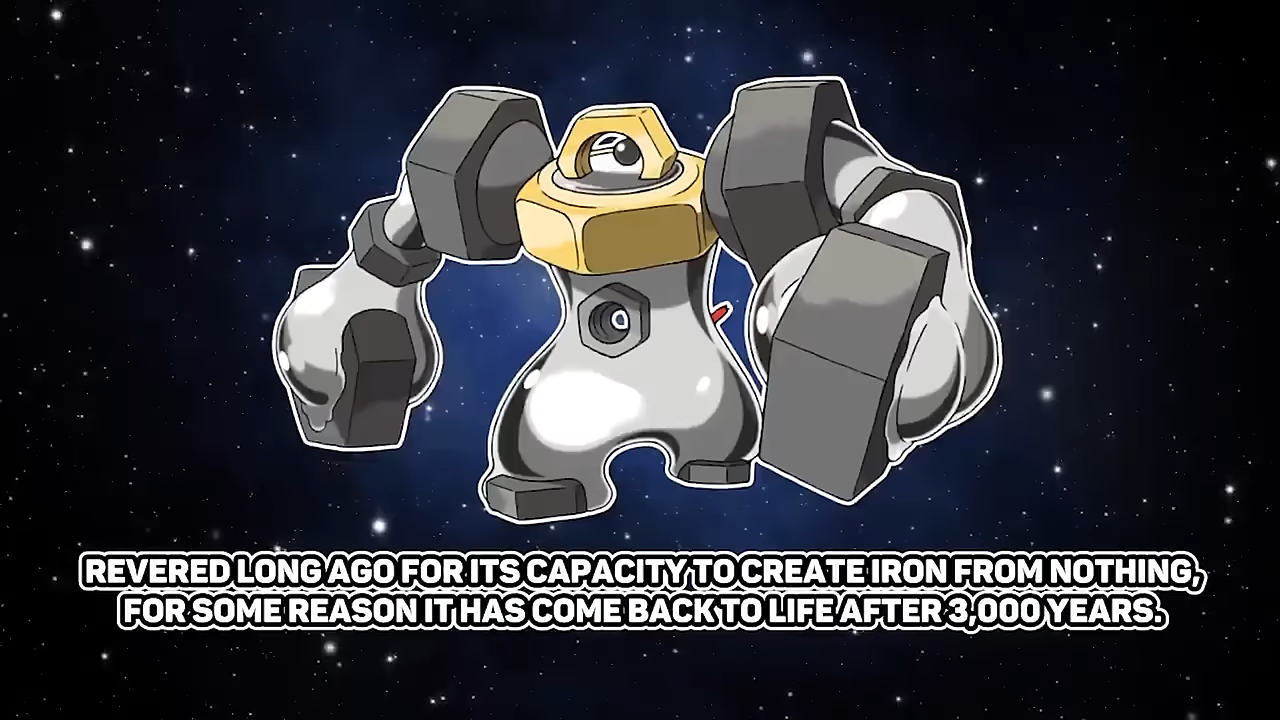 REVERED LONG AGO FOR ITS CAPACITY TO CREATE IRON FROM NOTHING,
FOR SOME REASON IT HAS COME BACK TO LIFE AFTER 3,000 YEARS.